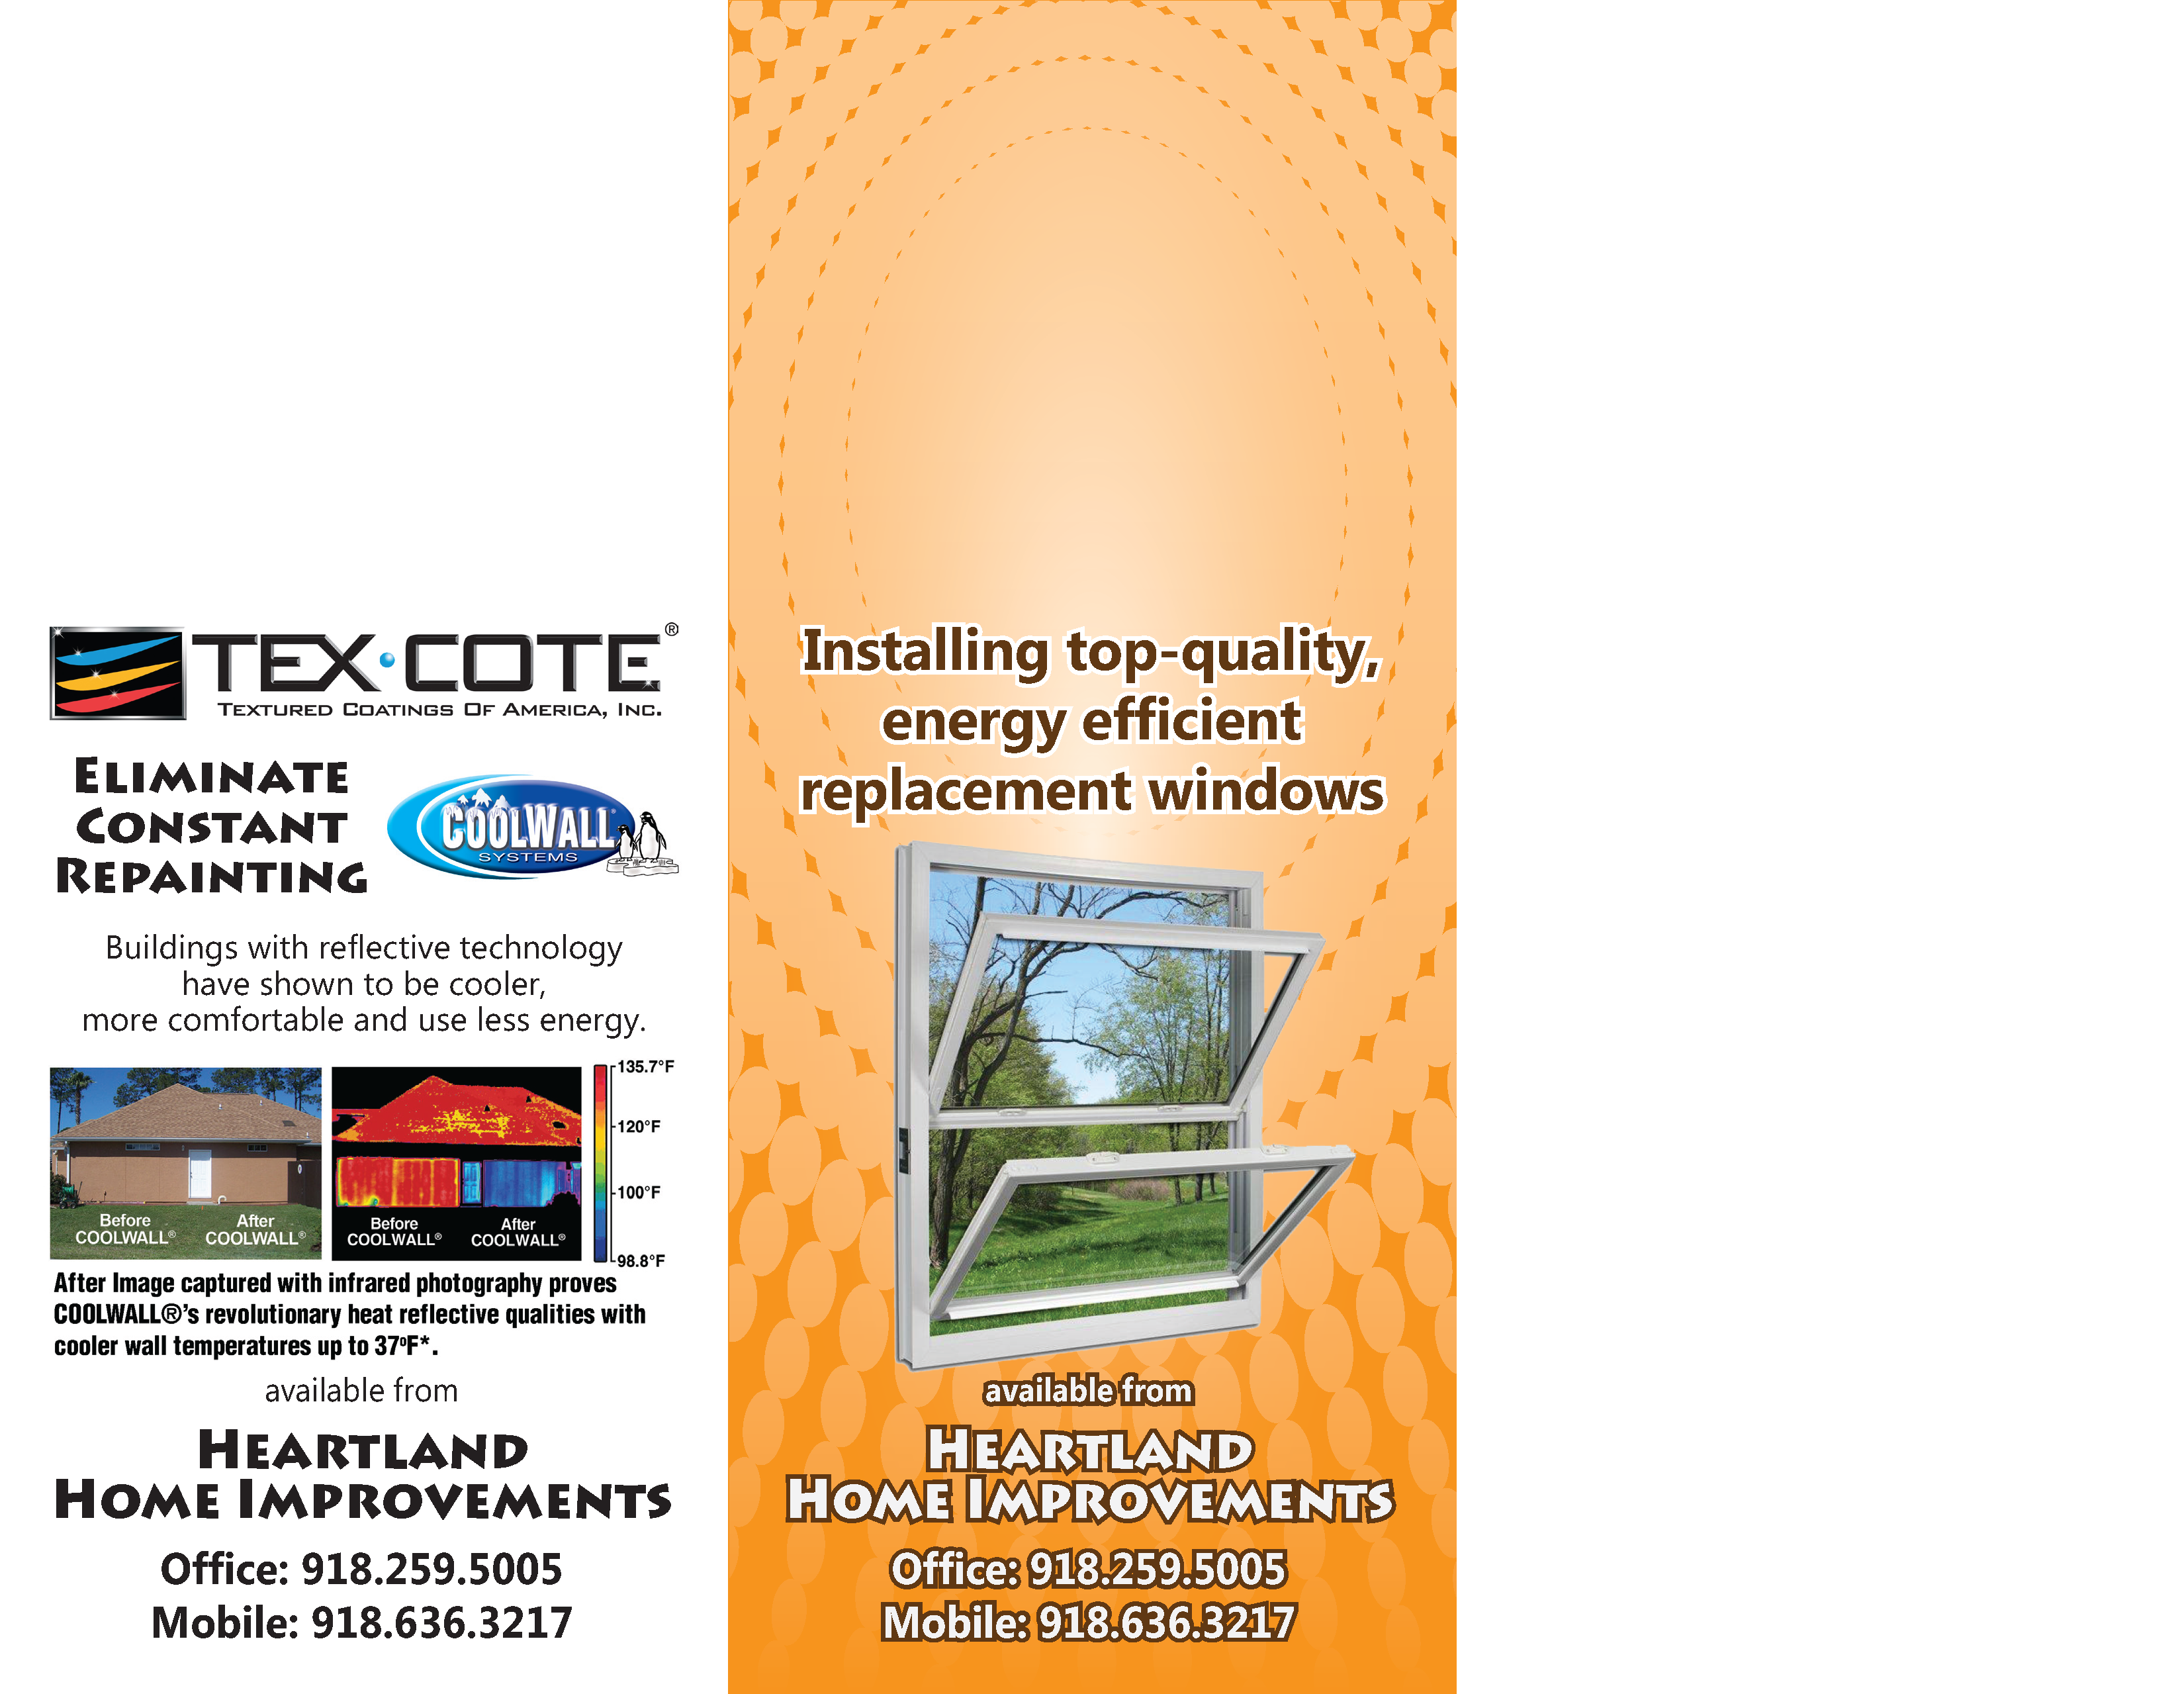 TEX·COTE®
TEXTURED COATINGS OF AMERICA, INC.
ELIMINATE
CONSTANT
REPAINTING
COOLWALL®
SYSTEMS
Buildings with reflective technology
have shown to be cooler,
more comfortable and use less energy.
Before
COOLWALL®
After
COOLWALL®
Before
COOLWALL®
After
COOLWALL®
135.7°F
120°F
100°F
98.8°F
After Image captured with infrared photography proves
COOLWALL®’s revolutionary heat reflective qualities with
cooler wall temperatures up to 37ºF*.
available from
HEARTLAND
HOME IMPROVEMENTS
Office: 918.259.5005
Mobile: 918.636.3217
Installing top-quality,
energy efficient
replacement windows
available from
HEARTLAND
HOME IMPROVEMENTS
Office: 918.259.5005
Mobile: 918.636.3217